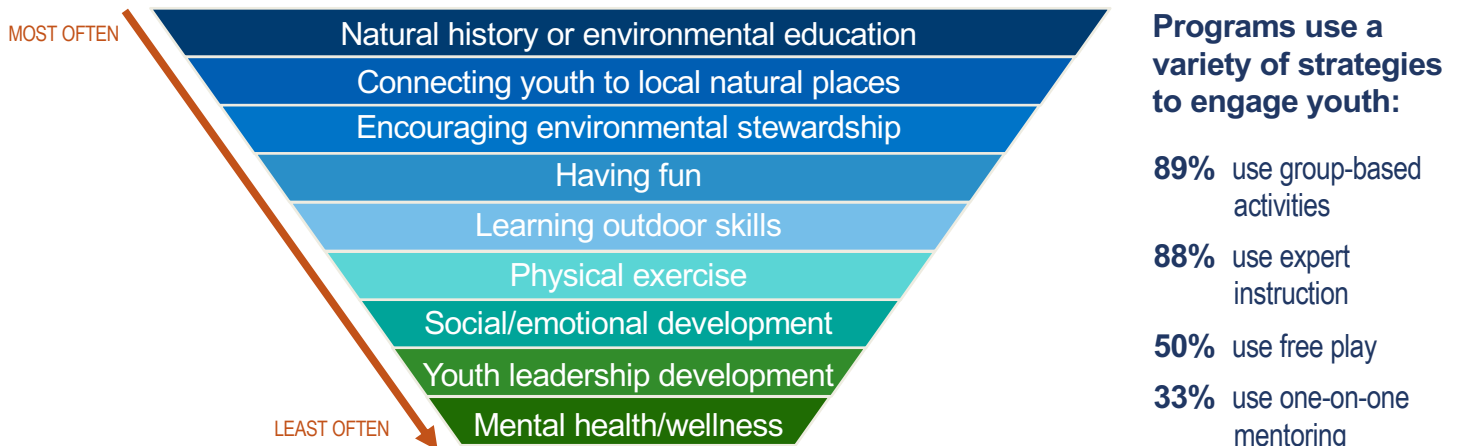 MOST OFTEN
Natural history or environmental education
Connecting youth to local natural places
Encouraging environmental stewardship
Having fun
Learning outdoor skills
Physical exercise
Social/emotional development
Youth leadership development
Mental health/wellness
LEAST OFTEN
Programs use a
variety of strategies
to engage youth:
89% use group-based
activities
88% use expert
instruction
50% use free play
33% use one-on-one
mentoring